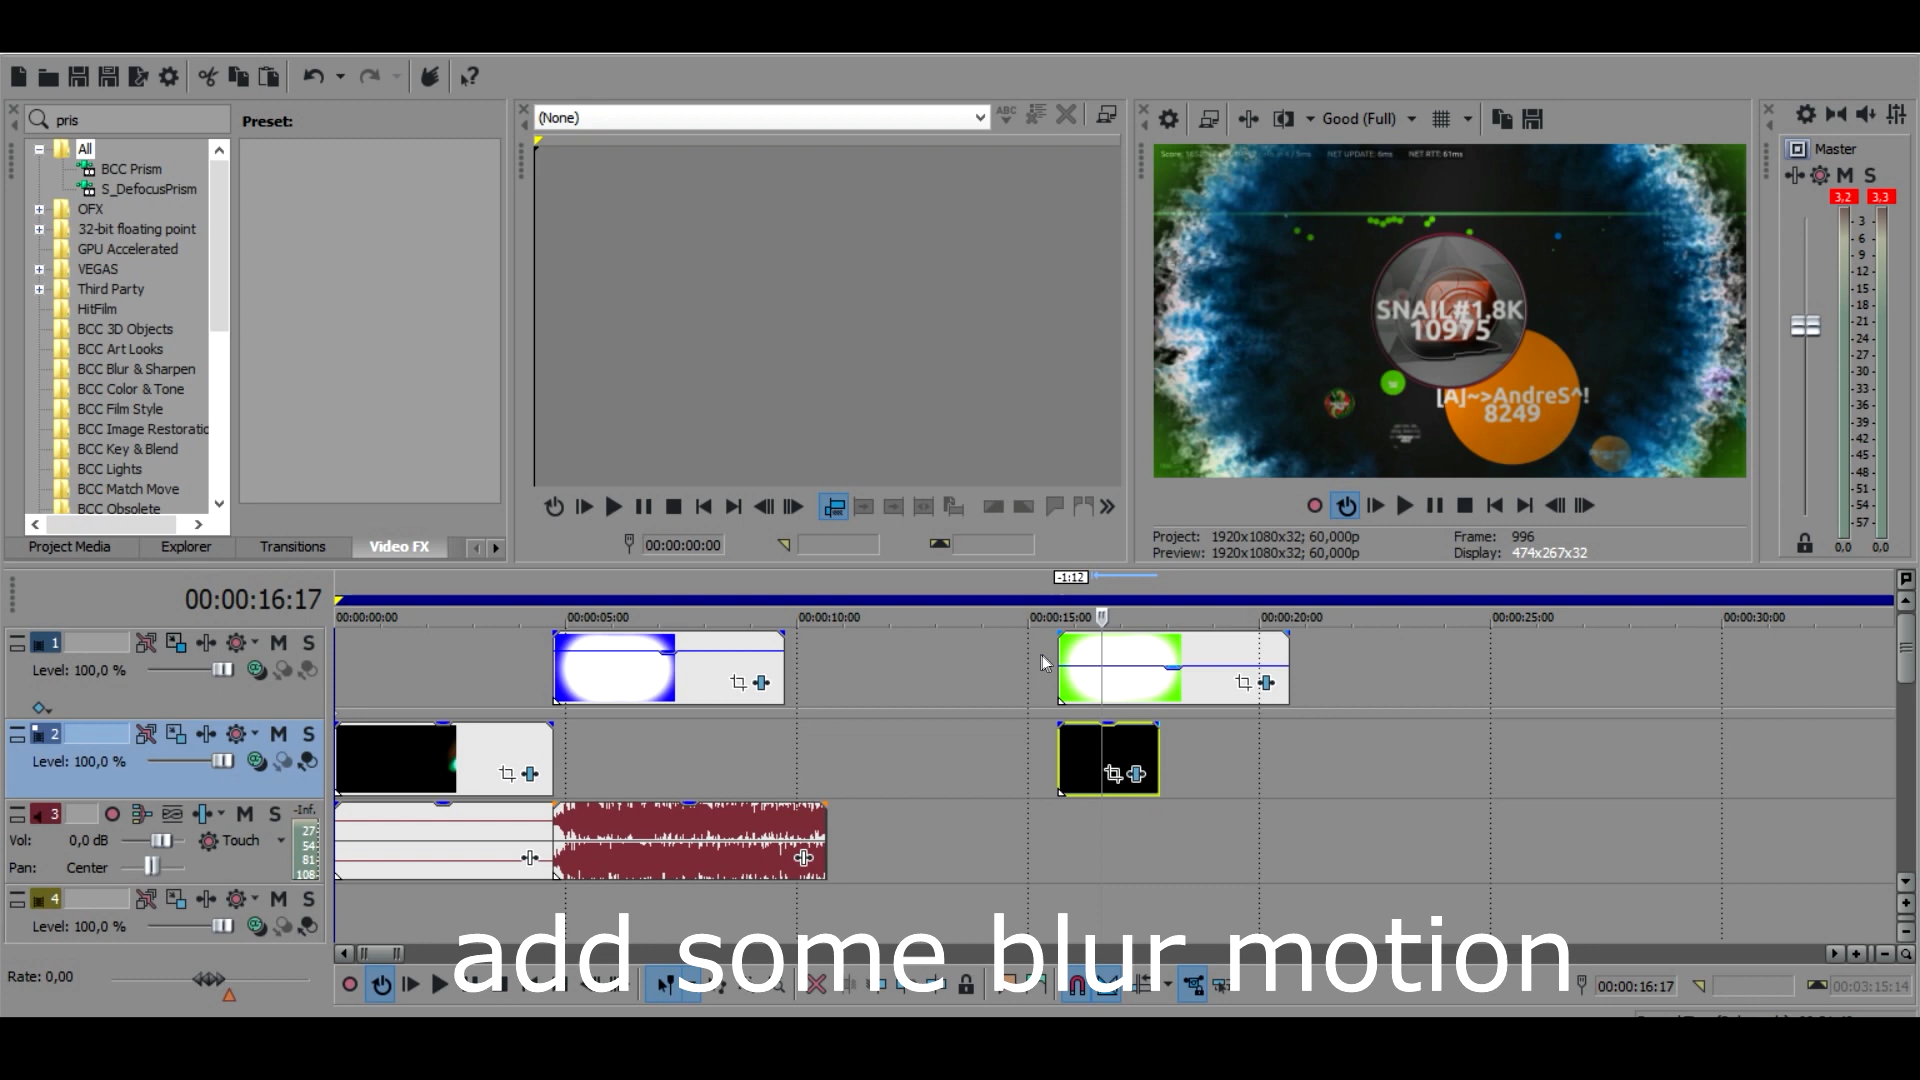 pris
Preset:
All
BCC Prism
S_DefocusPrism
OFX
32-bit floating point
GPU Accelerated
VEGAS
Third Party
HitFilm
BCC 3D Objects
BCC Art Looks
BCC Blur & Sharpen
BCC Color & Tone
BCC Film Style
BCC Image Restoratio
BCC Key & Blend
BCC Lights
BCC Match Move
BCC Obsolete
Project Media Explorer Transitions Video FX
(None)
ABC
00:00:00:00
Good (Full)
NET UPDATE: 6ms NET RTT: 61ms
SNAIL#1.8K
10975
[A]~>AndreS^!
8249
Project: 1920x1080x32; 60,000p Frame: 996
Preview: 1920x1080x32; 60,000p Display: 474x267x32
Master
M S
3,2 3,3
- 3 -
- 6 -
- 9 -
-12-
-15-
-18-
-21-
-24-
-27-
-30-
-33-
-36-
-39-
-42-
-45-
-48-
-51-
-54-
-57-
0,0 0,0
-1:12
00:00:16:17
00:00:00:00 00:00:05:00 00:00:10:00 00:00:15:00 00:00:20:00 00:00:25:00 00:00:30:00
1 M S
Level: 100,0 %
2 M S
Level: 100,0 %
3 M S -Inf.
Vol: 0,0 dB Touch
Pan: Center
27
54
81
108
4 M S
Level: 100,0 %
Rate: 0,00
add some blur motion
00:00:16:17 00:03:15:14